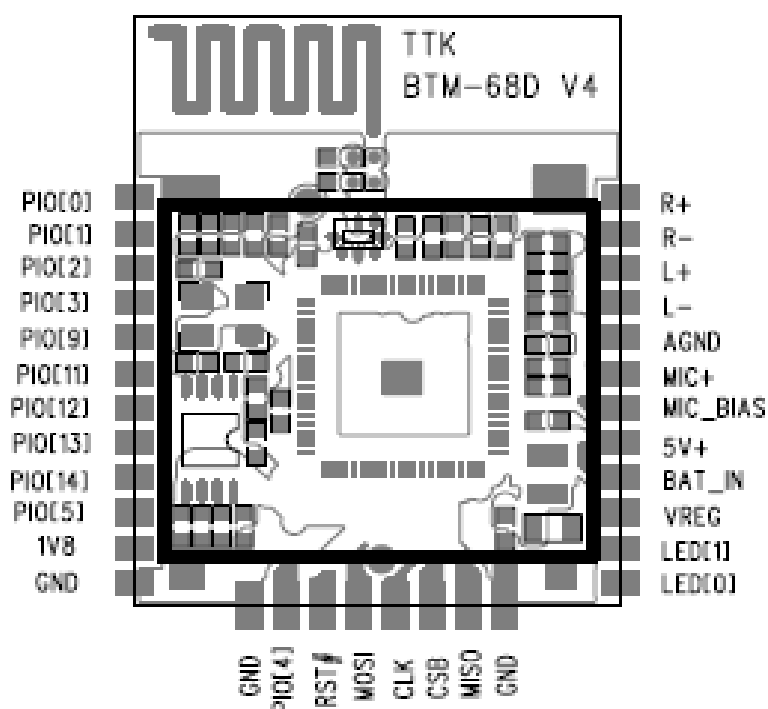 TTK
BTM-68D V4
PIO[0]
PIO[1]
PIO[2]
PIO[3]
PIO[9]
PIO[11]
PIO[12]
PIO[13]
PIO[14]
PIO[5]
1V8
GND
R+
R-
L+
L-
AGND
MIC+
MIC_BIAS
5V+
BAT_IN
VREG
LED[1]
LED[0]
GND
PIO[4]
RST#
MOSI
CLK
CSB
MISO
GND